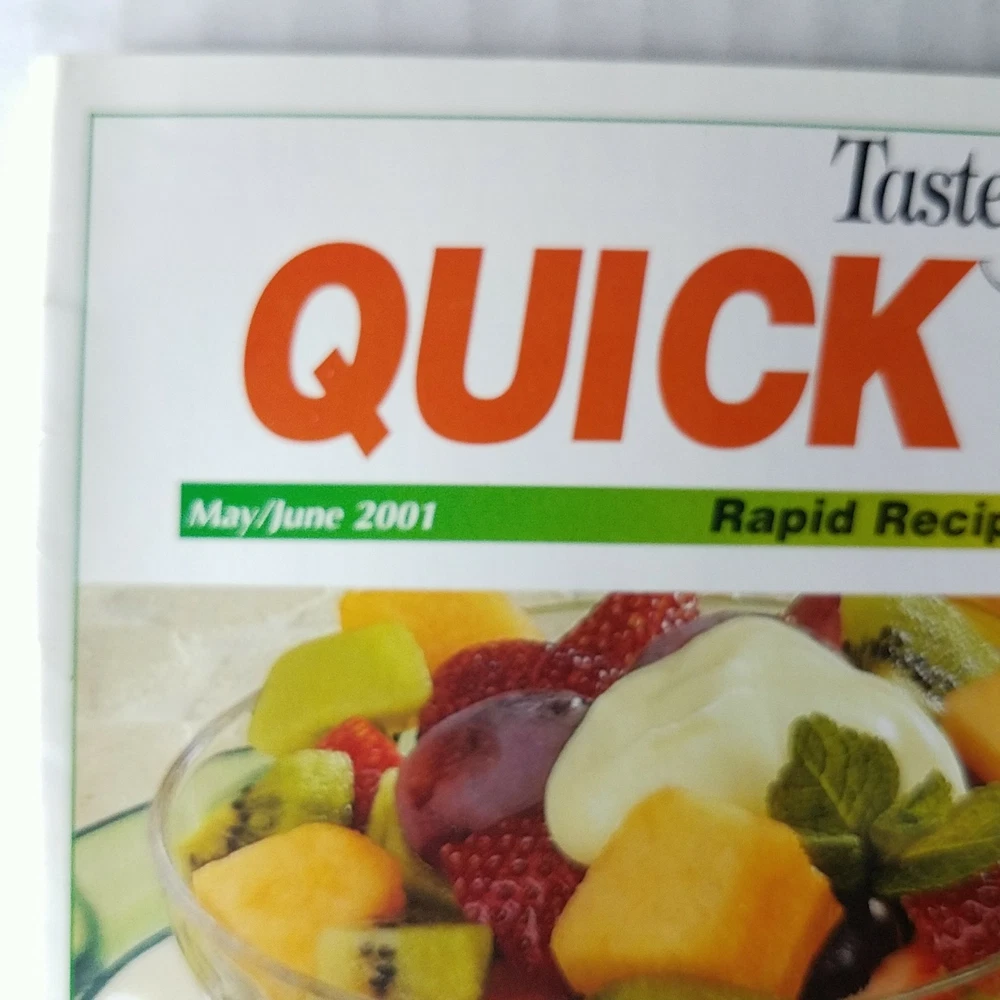 Taste
QUICK
May/June 2001 Rapid Recip